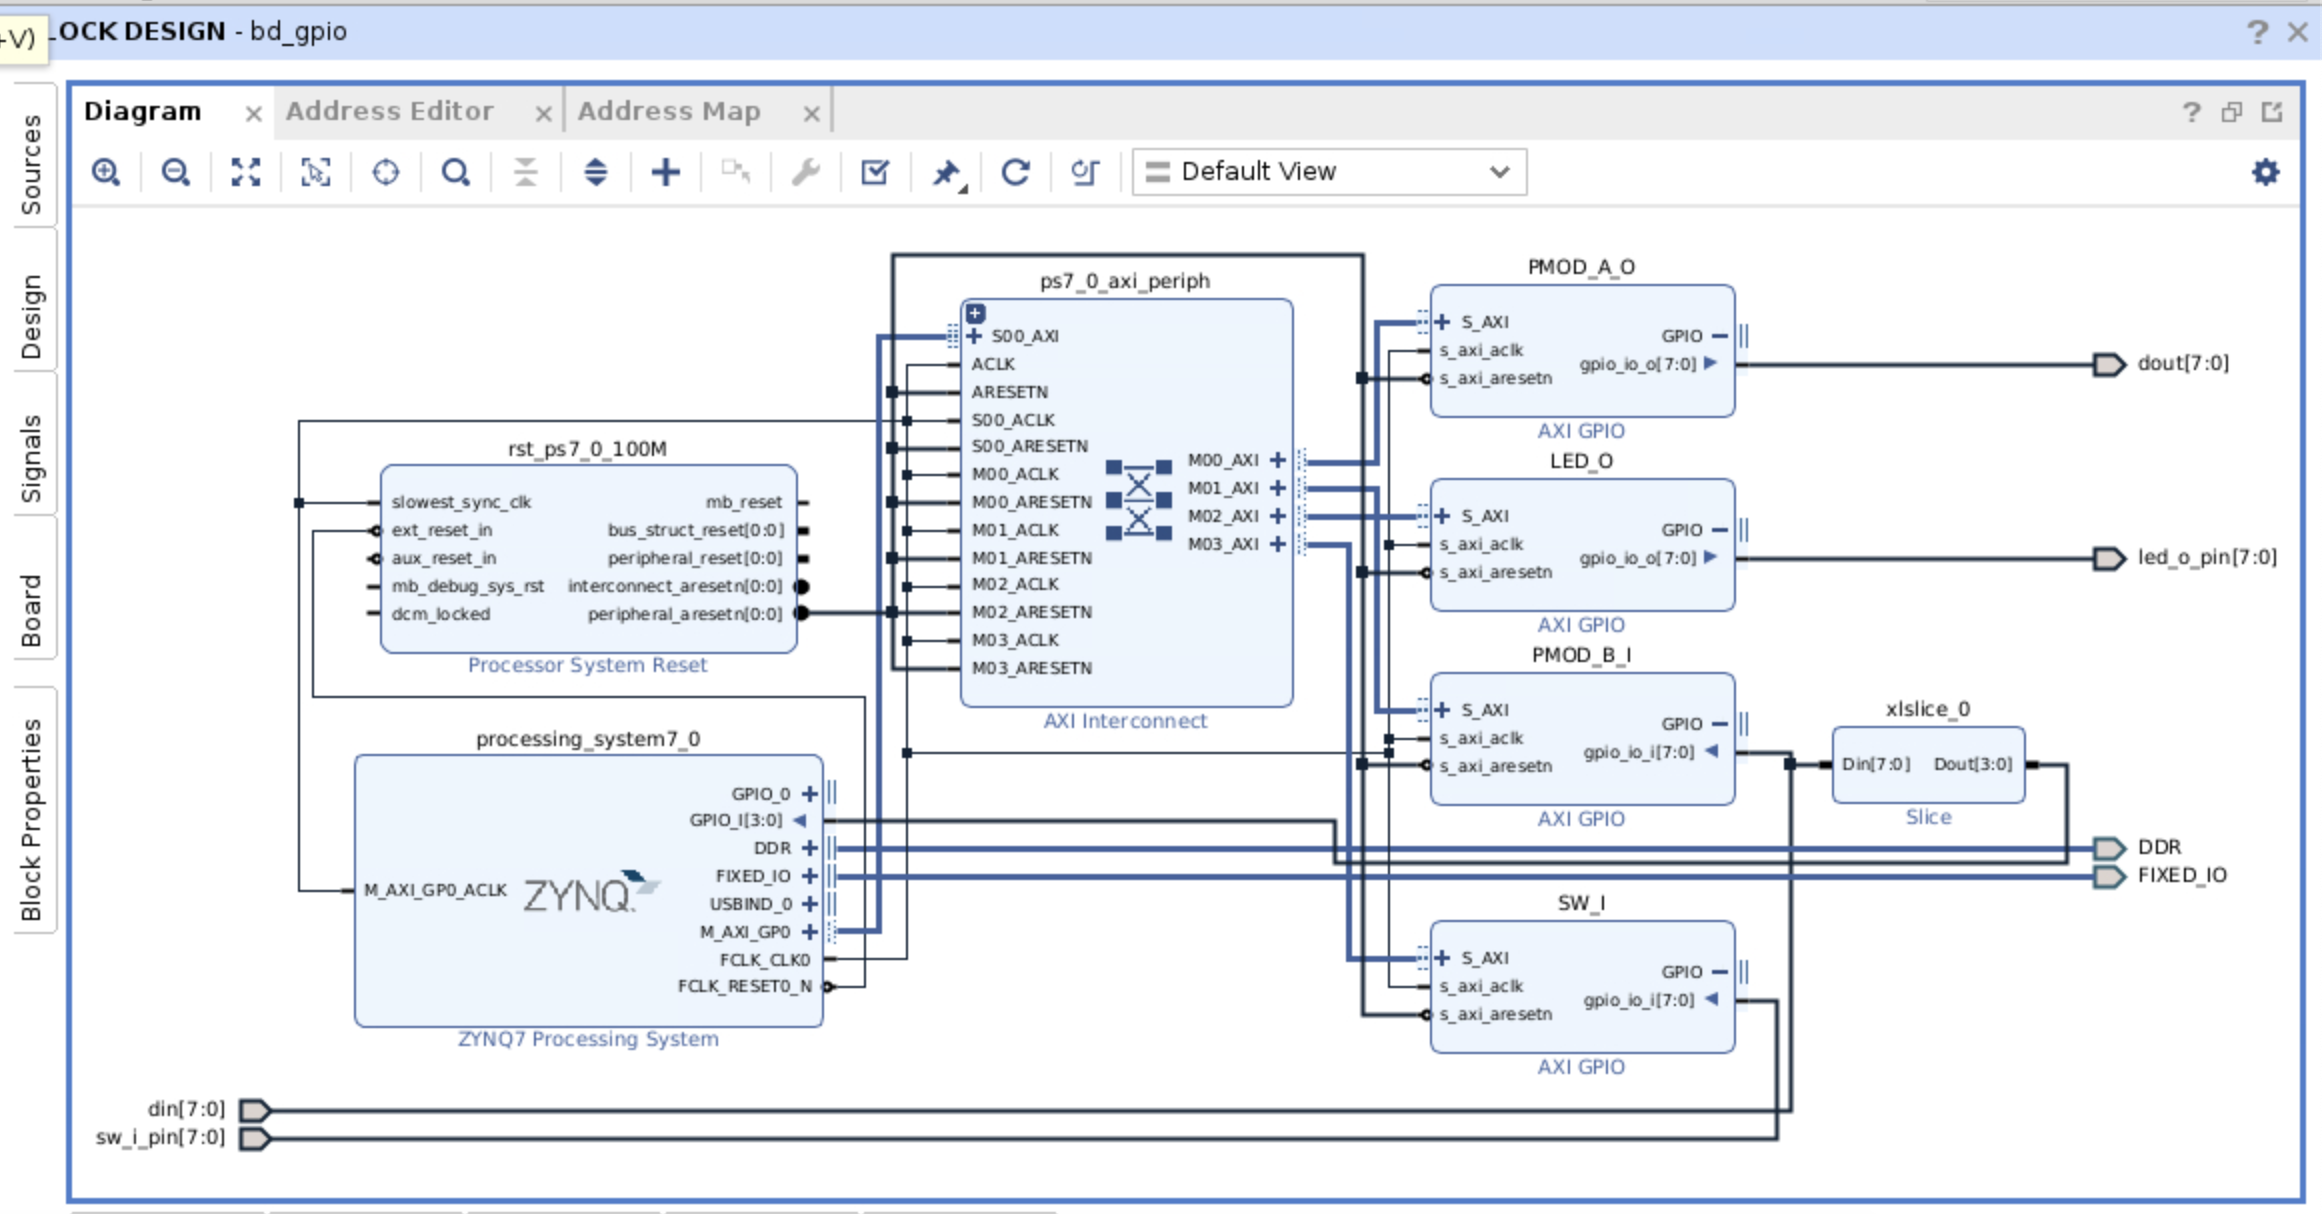 +V)
LOCK DESIGN - bd_gpio
?
Sources
Design
Signals
Board
Block Properties
Diagram
Address Editor
Address Map
?
Default View
ps7_0_axi_periph
S00_AXI
ACLK
ARESETN
S00_ACLK
S00_ARESETN
M00_ACLK
M00_ARESETN
M01_ACLK
M01_ARESETN
M02_ACLK
M02_ARESETN
M03_ACLK
M03_ARESETN
M00_AXI
M01_AXI
M02_AXI
M03_AXI
AXI Interconnect
rst_ps7_0_100M
slowest_sync_clk
ext_reset_in
aux_reset_in
mb_debug_sys_rst
dcm_locked
mb_reset
bus_struct_reset[0:0]
peripheral_reset[0:0]
interconnect_aresetn[0:0]
peripheral_aresetn[0:0]
Processor System Reset
processing_system7_0
M_AXI_GP0_ACLK
ZYNQ
GPIO_0
GPIO_I[3:0]
DDR
FIXED_IO
USBIND_0
M_AXI_GP0
FCLK_CLK0
FCLK_RESET0_N
ZYNQ7 Processing System
PMOD_A_O
S_AXI
s_axi_aclk
s_axi_aresetn
GPIO
gpio_io_o[7:0]
AXI GPIO
LED_O
S_AXI
s_axi_aclk
s_axi_aresetn
GPIO
gpio_io_o[7:0]
AXI GPIO
PMOD_B_I
S_AXI
s_axi_aclk
s_axi_aresetn
GPIO
gpio_io_i[7:0]
AXI GPIO
xlslice_0
Din[7:0]
Dout[3:0]
Slice
SW_I
S_AXI
s_axi_aclk
s_axi_aresetn
GPIO
gpio_io_i[7:0]
AXI GPIO
dout[7:0]
led_o_pin[7:0]
DDR
FIXED_IO
din[7:0]
sw_i_pin[7:0]